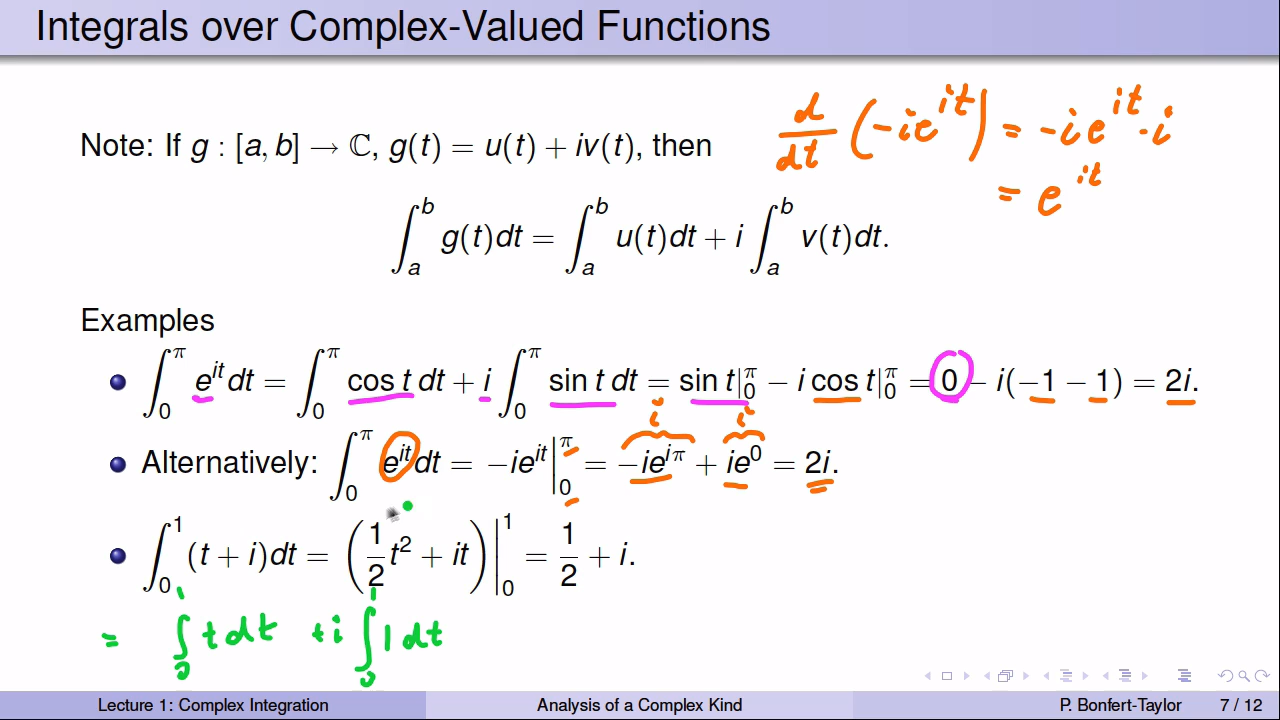 Integrals over Complex-Valued Functions
d/dt (-ie^{it}) = -ie^{it} · i
= e^{it}
Note: If g : [a, b] → ℂ, g(t) = u(t) + iv(t), then
∫_a^b g(t)dt = ∫_a^b u(t)dt + i ∫_a^b v(t)dt.
Examples
● ∫_0^π e^{it} dt = ∫_0^π cos t dt + i ∫_0^π sin t dt = sin t|_0^π − i cos t|_0^π = 0 − i(−1 − 1) = 2i.
i i
● Alternatively: ∫_0^π e^{it} dt = −ie^{it}|_0^π = −ie^{iπ} + ie^0 = 2i.
● ∫_0^1 (t + i)dt = (1/2 t² + it)|_0^1 = 1/2 + i.
= ∫_0^1 t dt + i ∫_0^1 1 dt
Lecture 1: Complex Integration Analysis of a Complex Kind P. Bonfert-Taylor 7 / 12